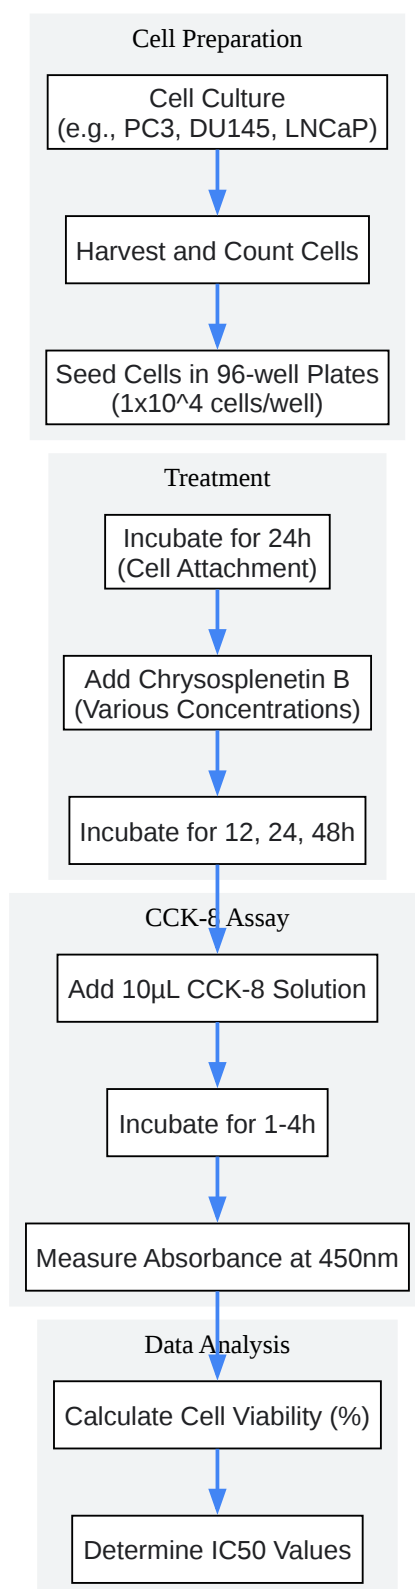 Cell Preparation
Cell Culture
(e.g., PC3, DU145, LNCaP)
Harvest and Count Cells
Seed Cells in 96-well Plates
(1x10^4 cells/well)
Treatment
Incubate for 24h
(Cell Attachment)
Add Chrysosplenetin B
(Various Concentrations)
Incubate for 12, 24, 48h
CCK-8 Assay
Add 10µL CCK-8 Solution
Incubate for 1-4h
Measure Absorbance at 450nm
Data Analysis
Calculate Cell Viability (%)
Determine IC50 Values